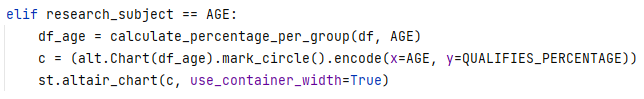 elif research_subject == AGE:
    df_age = calculate_percentage_per_group(df, AGE)
    c = (alt.Chart(df_age).mark_circle().encode(x=AGE, y=QUALIFIES_PERCENTAGE))
    st.altair_chart(c, use_container_width=True)